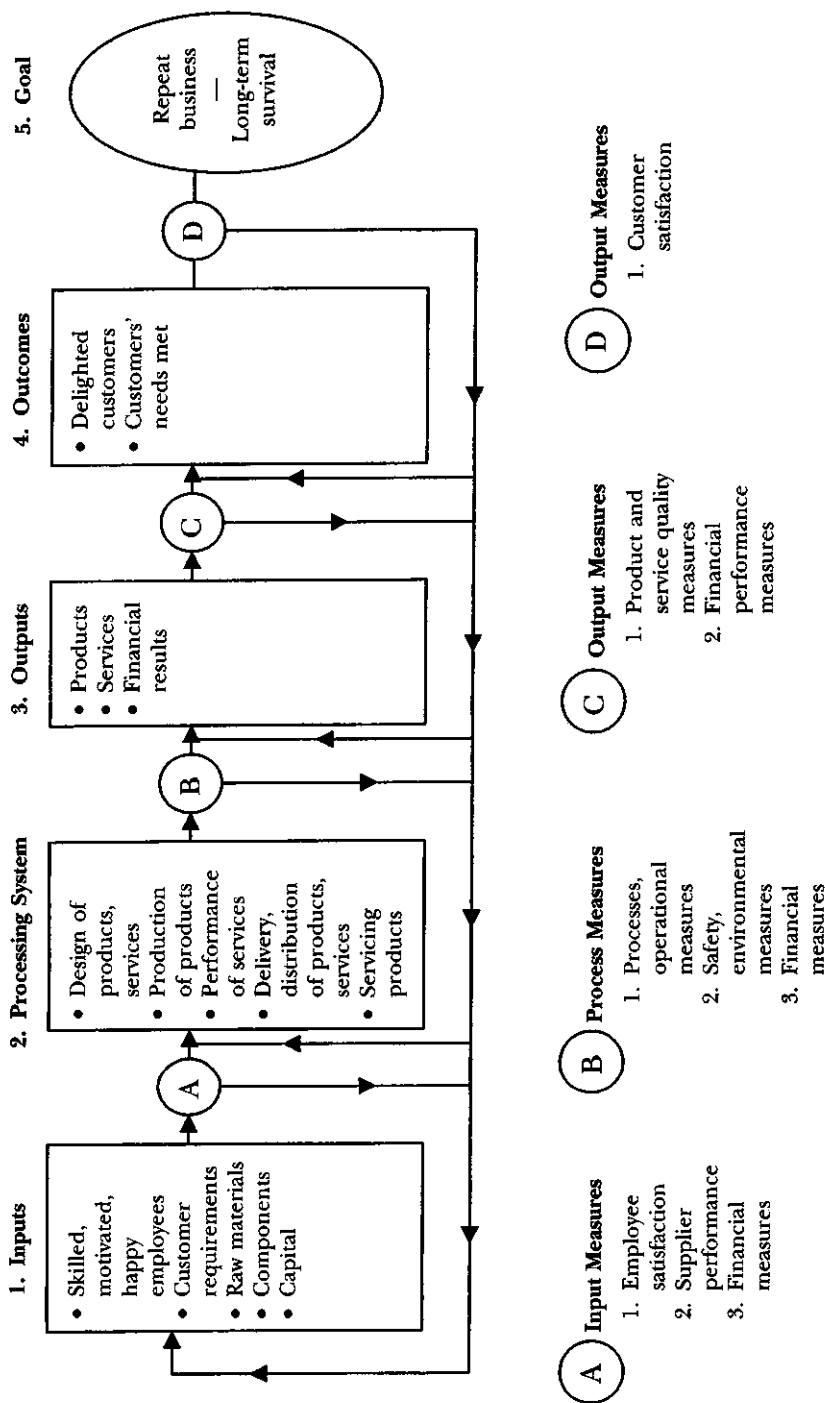 1. Inputs
• Skilled,
motivated,
happy
employees
• Customer
requirements
• Raw materials
• Components
• Capital
A
2. Processing System
• Design of
products,
services
• Production
of products
• Performance
of services
• Delivery,
distribution
of products,
services
• Servicing
products
B
3. Outputs
• Products
• Services
• Financial
results
C
4. Outcomes
• Delighted
customers
• Customers'
needs met
D
5. Goal
Repeat
business
—
Long-term
survival
A
Input Measures
1. Employee
satisfaction
2. Supplier
performance
3. Financial
measures
B
Process Measures
1. Processes,
operational
measures
2. Safety,
environmental
measures
3. Financial
measures
C
Output Measures
1. Product and
service quality
measures
2. Financial
performance
measures
D
Output Measures
1. Customer
satisfaction